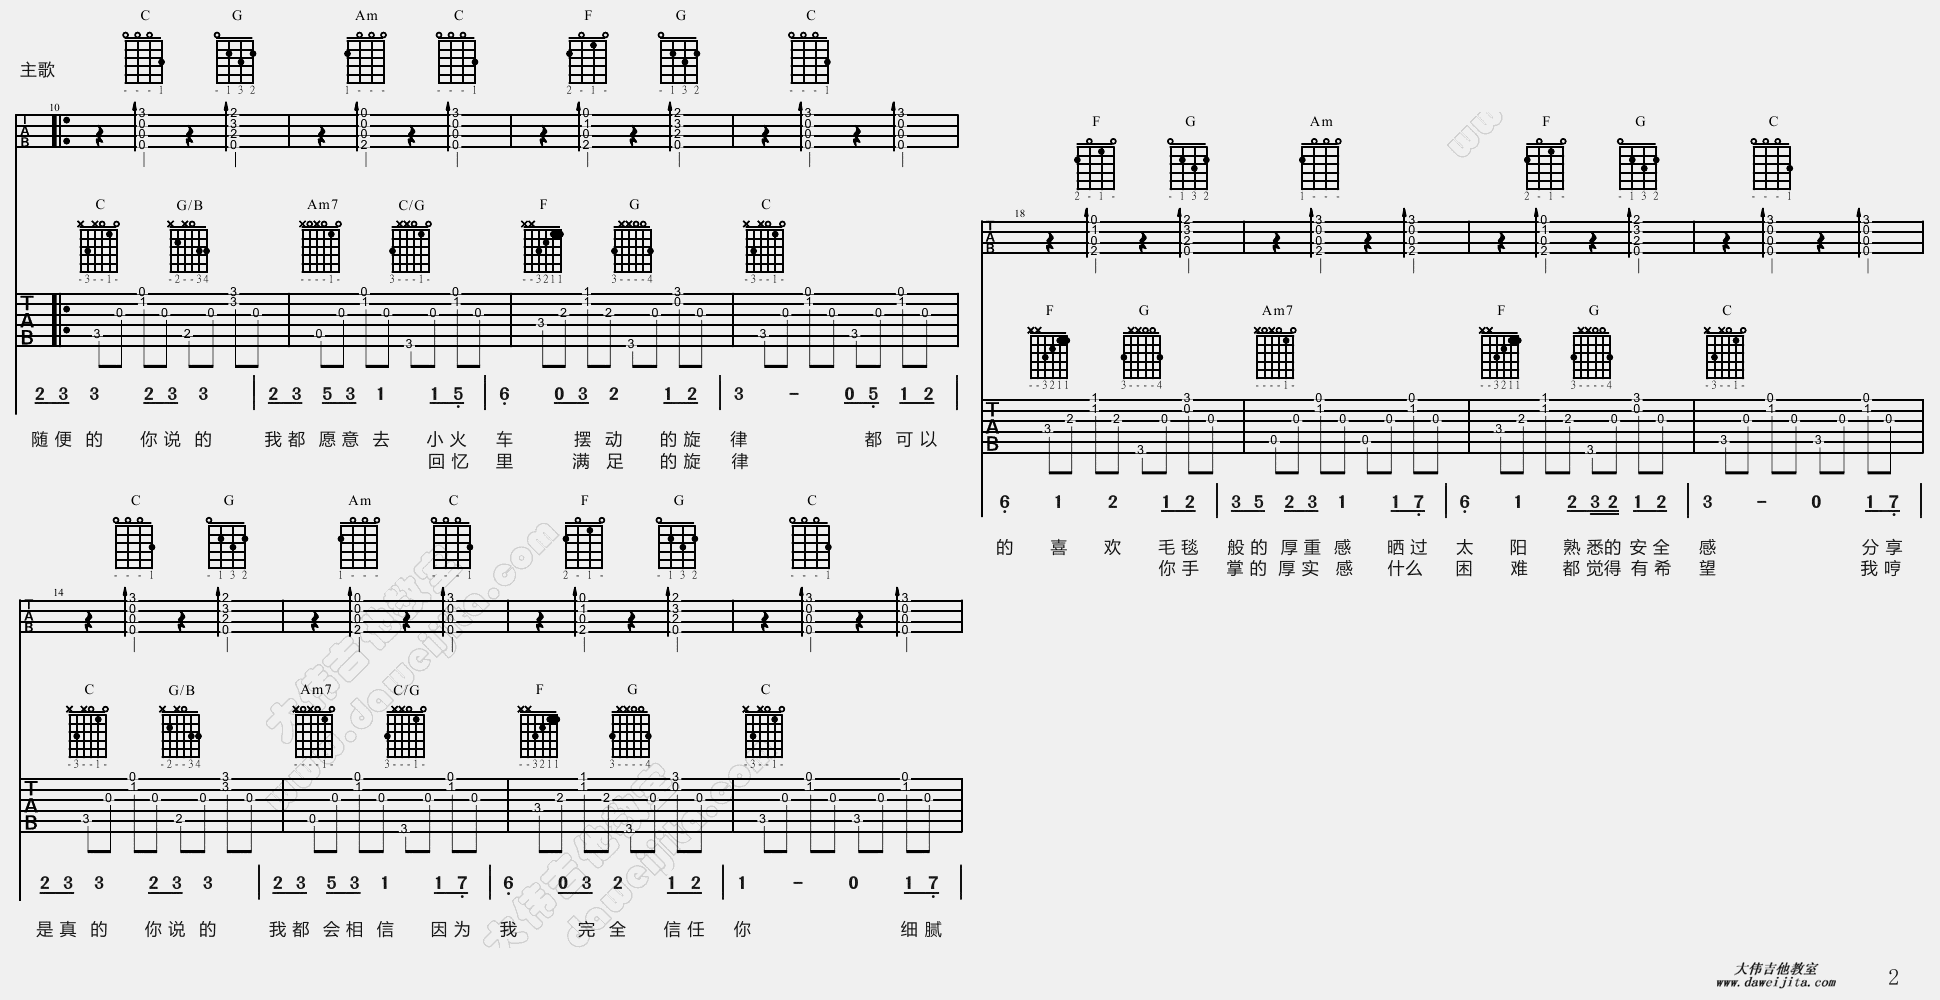 C G Am C F G C
主歌
10
C G/B Am7 C/G F G C
2 3 3 2 3 3 2 3 5 3 1 1 5 6 0 3 2 1 2 3 - 0 5 1 2
随便的 你说的 我都愿意去 小火车 摆动的旋律 都可以
回忆里 满足的旋律
C G Am C F G C
14
C G/B Am7 C/G F G C
2 3 3 2 3 3 2 3 5 3 1 1 7 6 0 3 2 1 2 1 - 0 1 7
是真的 你说的 我都会相信 因为我 完全信任你 细腻
F G Am F G C
18
F G Am7 F G C
6 1 2 1 2 3 5 2 3 1 1 7 6 1 2 3 2 1 2 3 - 0 1 7
的喜欢 毛毯般的厚重感 晒过太阳熟悉的安全感 分享
你手掌的厚实感 什么困难都觉得有希望 我哼
大伟吉他教室
www.daweijita.com
2